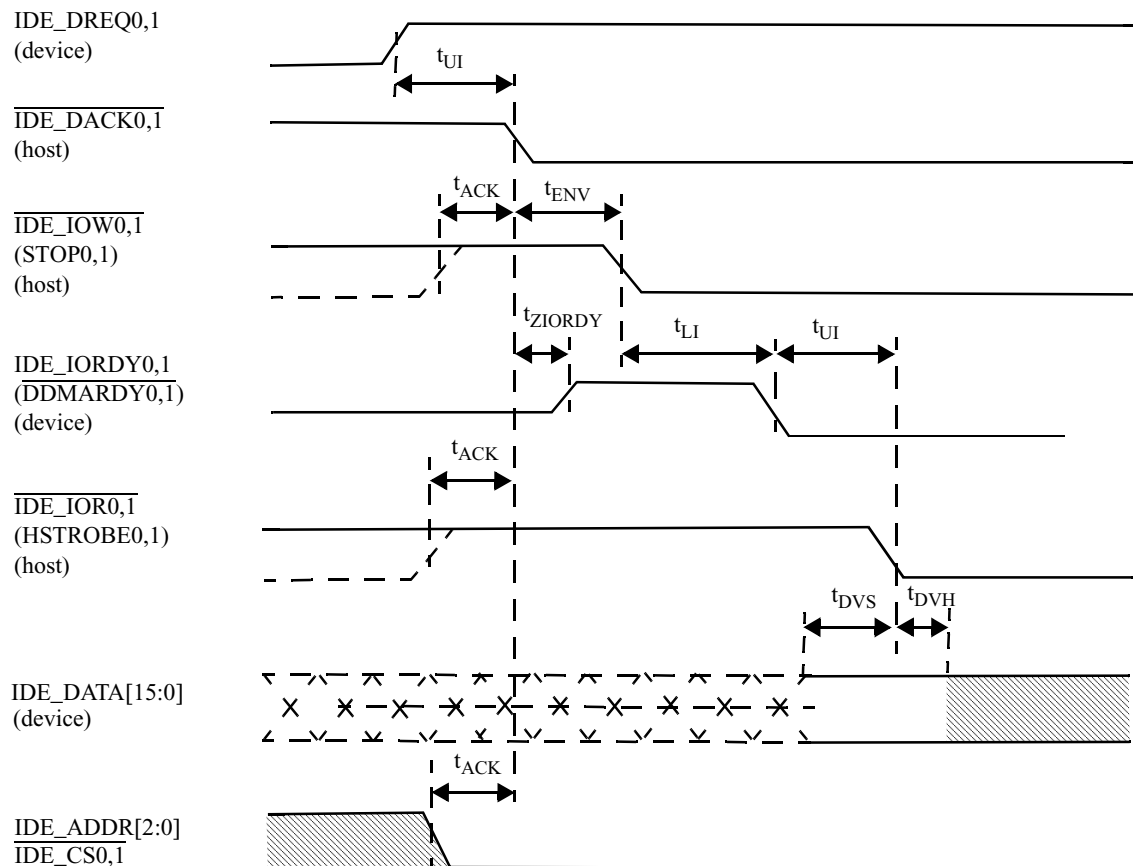 IDE_DREQ0,1
(device)
tUI
IDE_DACK0,1
(host)
tACK
tENV
IDE_IOW0,1
(STOP0,1)
(host)
tZIORDY
tLI
tUI
IDE_IORDY0,1
(DDMARDY0,1)
(device)
tACK
IDE_IOR0,1
(HSTROBE0,1)
(host)
tDVS
tDVH
IDE_DATA[15:0]
(device)
tACK
IDE_ADDR[2:0]
IDE_CS0,1